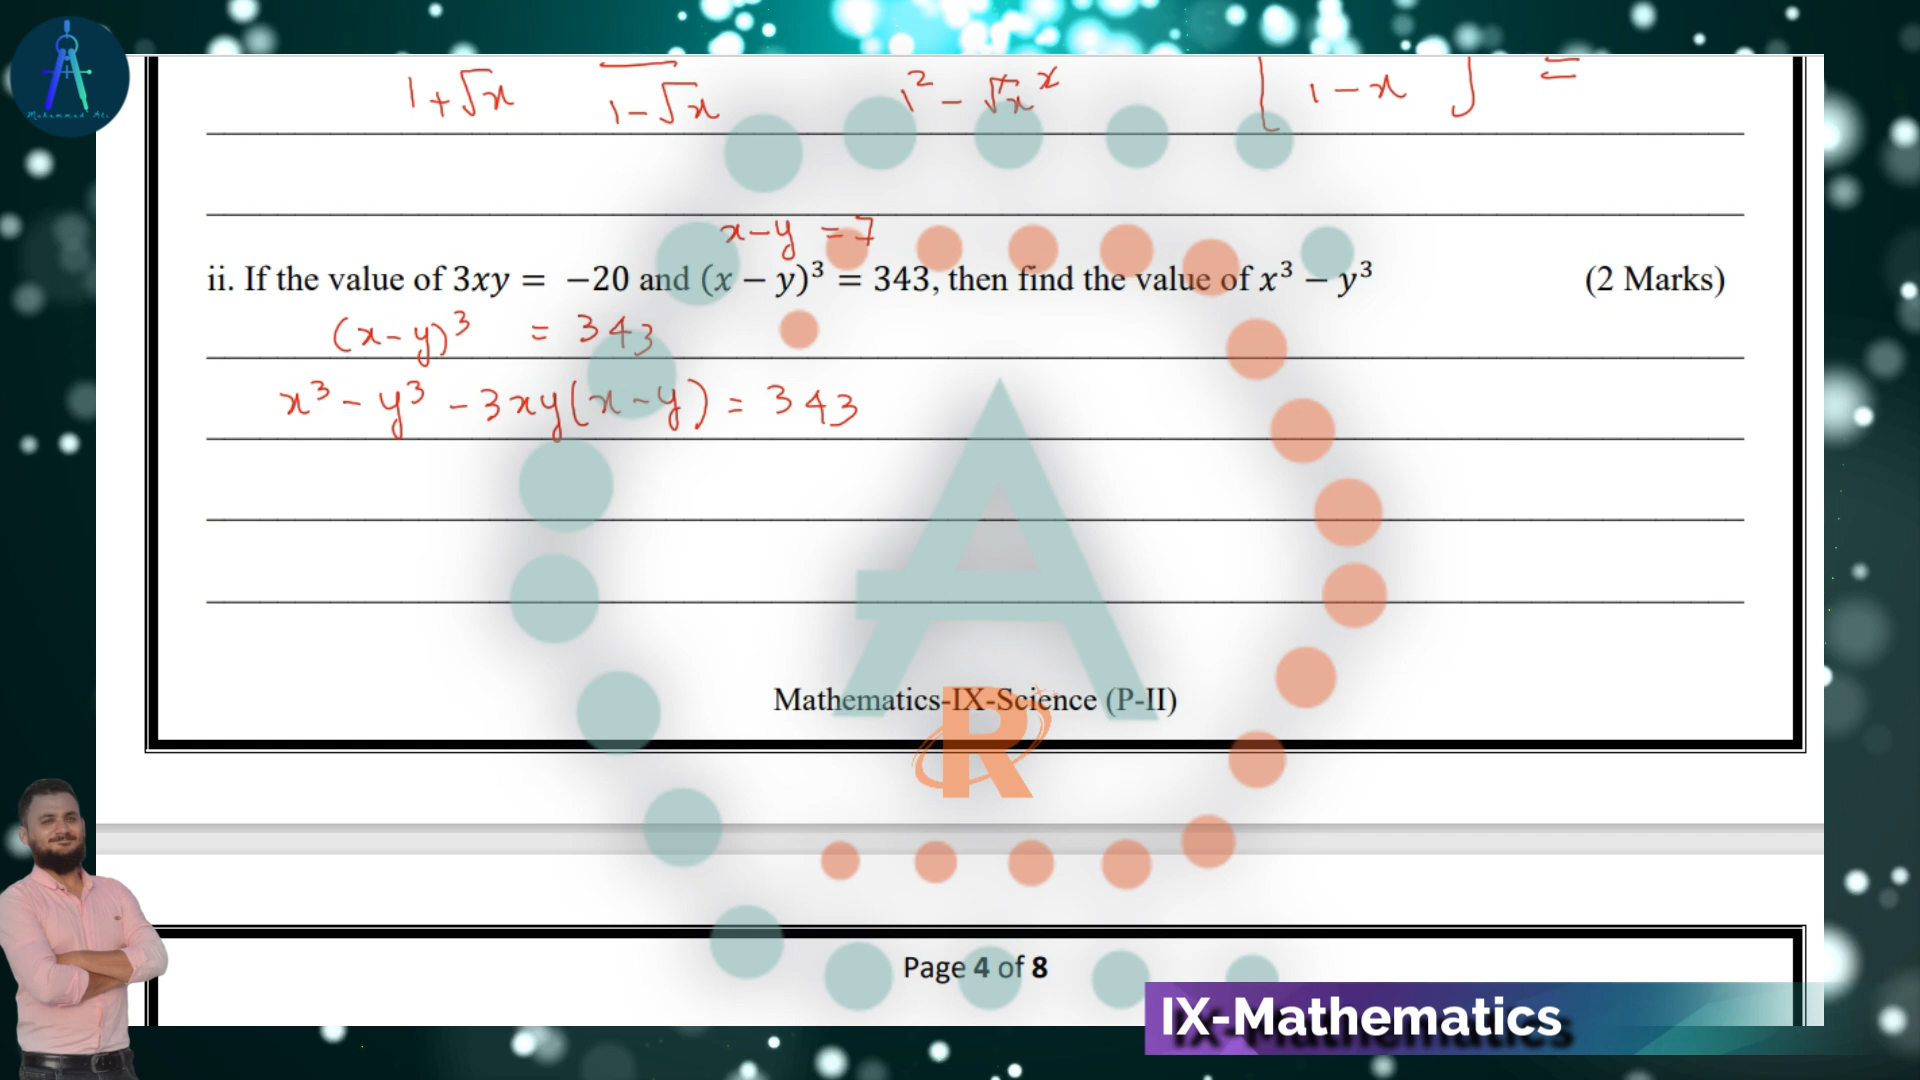 Muhammad Ali
1+√x   1-√x   1² - √x²   [ 1-x ] =
x-y = 7
ii. If the value of 3xy = −20 and (x − y)³ = 343, then find the value of x³ − y³ (2 Marks)
(x-y)³ = 343
x³ - y³ - 3xy(x-y) = 343
Mathematics-IX-Science (P-II)
R
Page 4 of 8
IX-Mathematics